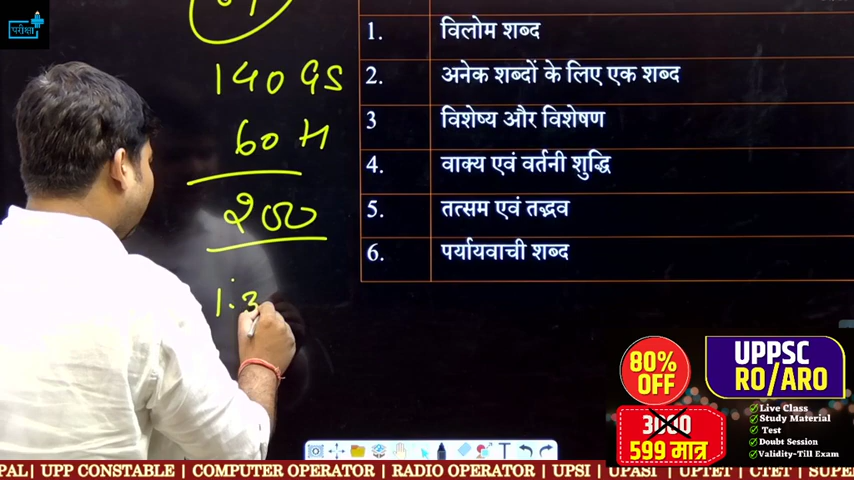 परीक्षा
140 GS
60 H
200
1.3
1. विलोम शब्द
2. अनेक शब्दों के लिए एक शब्द
3 विशेष्य और विशेषण
4. वाक्य एवं वर्तनी शुद्धि
5. तत्सम एवं तद्भव
6. पर्यायवाची शब्द
80%
OFF
3000
599 मात्र
UPPSC
RO/ARO
Live Class
Study Material
Test
Doubt Session
Validity-Till Exam
PAL| UPP CONSTABLE | COMPUTER OPERATOR | RADIO OPERATOR | UPSI | UPASI | UPTET | CTET | SUPE